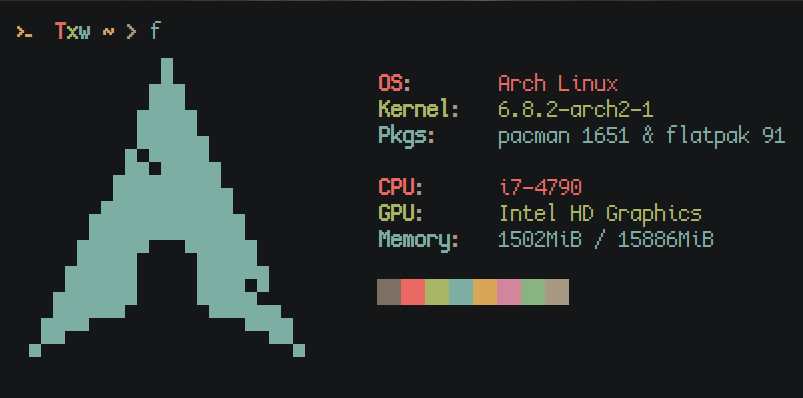 >_ Txw ~ > f
OS: Arch Linux
Kernel: 6.8.2-arch2-1
Pkgs: pacman 1651 & flatpak 91
CPU: i7-4790
GPU: Intel HD Graphics
Memory: 1502MiB / 15886MiB